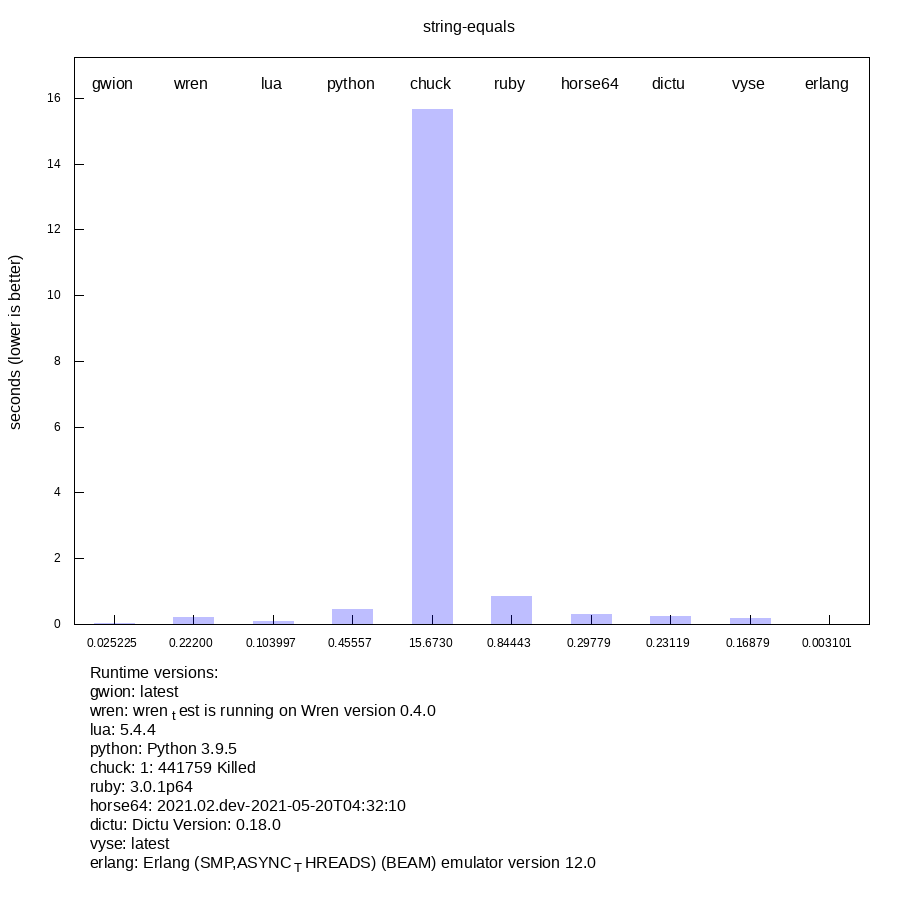 string-equals
gwion wren lua python chuck ruby horse64 dictu vyse erlang
16
14
12
10
8
6
4
2
0
seconds (lower is better)
0.025225 0.22200 0.103997 0.45557 15.6730 0.84443 0.29779 0.23119 0.16879 0.003101
Runtime versions:
gwion: latest
wren: wren t est is running on Wren version 0.4.0
lua: 5.4.4
python: Python 3.9.5
chuck: 1: 441759 Killed
ruby: 3.0.1p64
horse64: 2021.02.dev-2021-05-20T04:32:10
dictu: Dictu Version: 0.18.0
vyse: latest
erlang: Erlang (SMP,ASYNC T HREADS) (BEAM) emulator version 12.0